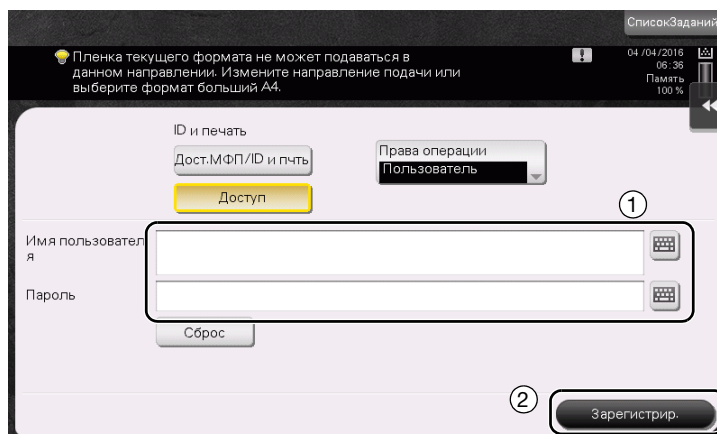 СписокЗаданий
Пленка текущего формата не может подаваться в
данном направлении. Измените направление подачи или
выберите формат больший А4.
04/04/2016
06:36
Память
100 %
ID и печать
Дост.МФП/ID и пчть
Права операции
Пользователь
Доступ
1
Имя пользовател
я
Пароль
Сброс
2
Зарегистрир.